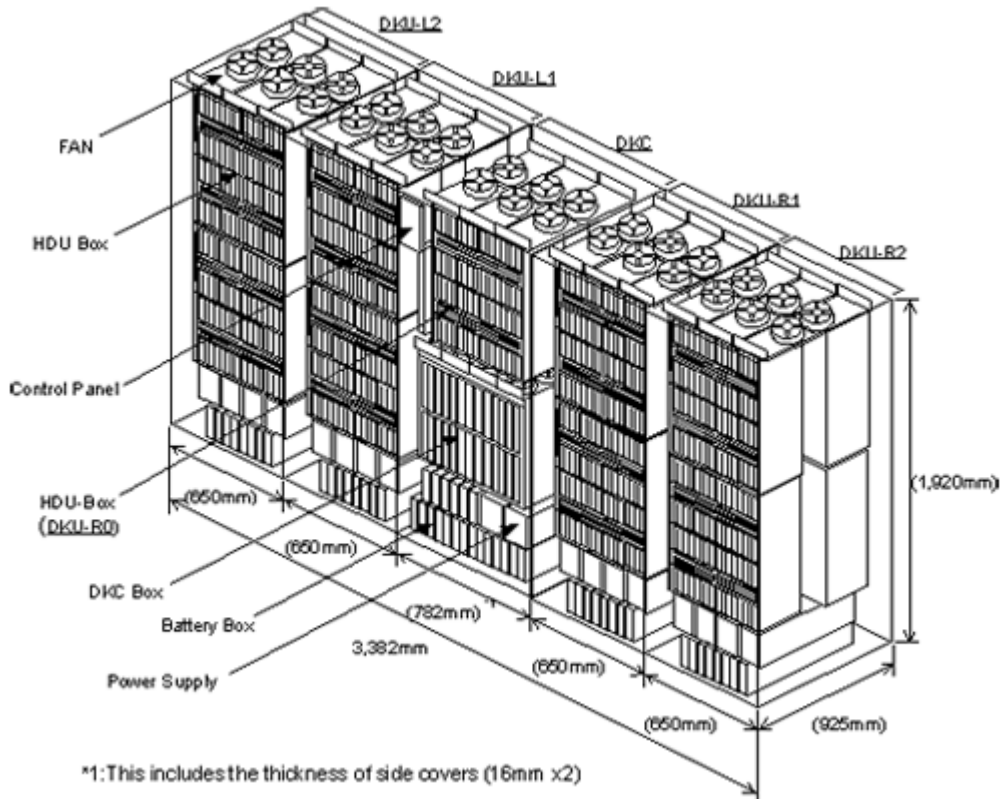 DKU-L2
DKU-L1
DKC
DKU-R1
DKU-R2
FAN
HDU Box
Control Panel
HDU-Box
(DKU-R0)
DKC Box
Battery Box
Power Supply
(650mm)
(650mm)
(782mm) *1
3,382mm
(650mm)
(650mm)
(925mm)
(1,920mm)
*1:This includes the thickness of side covers (16mm x2)